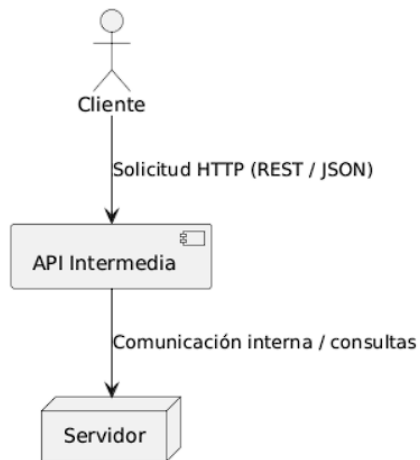 Cliente
Solicitud HTTP (REST / JSON)
API Intermedia
Comunicación interna / consultas
Servidor